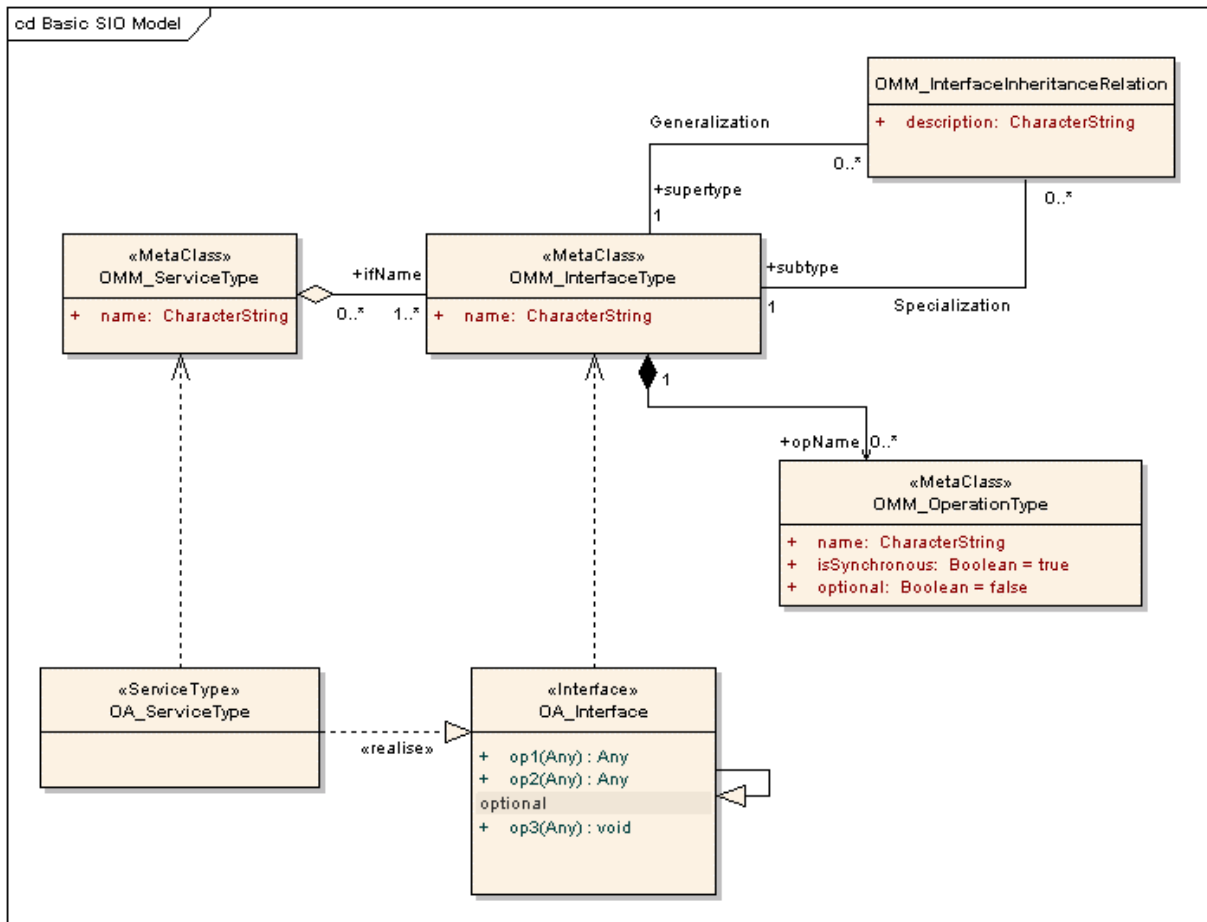 cd Basic SIO Model
OMM_InterfaceInheritanceRelation
+ description: CharacterString
Generalization
0..*
+supertype
1
0..*
«MetaClass»
OMM_ServiceType
+ name: CharacterString
+ifName
0..*
1..*
«MetaClass»
OMM_InterfaceType
+ name: CharacterString
+subtype
1
Specialization
1
+opName
0..*
«MetaClass»
OMM_OperationType
+ name: CharacterString
+ isSynchronous: Boolean = true
+ optional: Boolean = false
«ServiceType»
OA_ServiceType
«realise»
«Interface»
OA_Interface
+ op1(Any) : Any
+ op2(Any) : Any
optional
+ op3(Any) : void